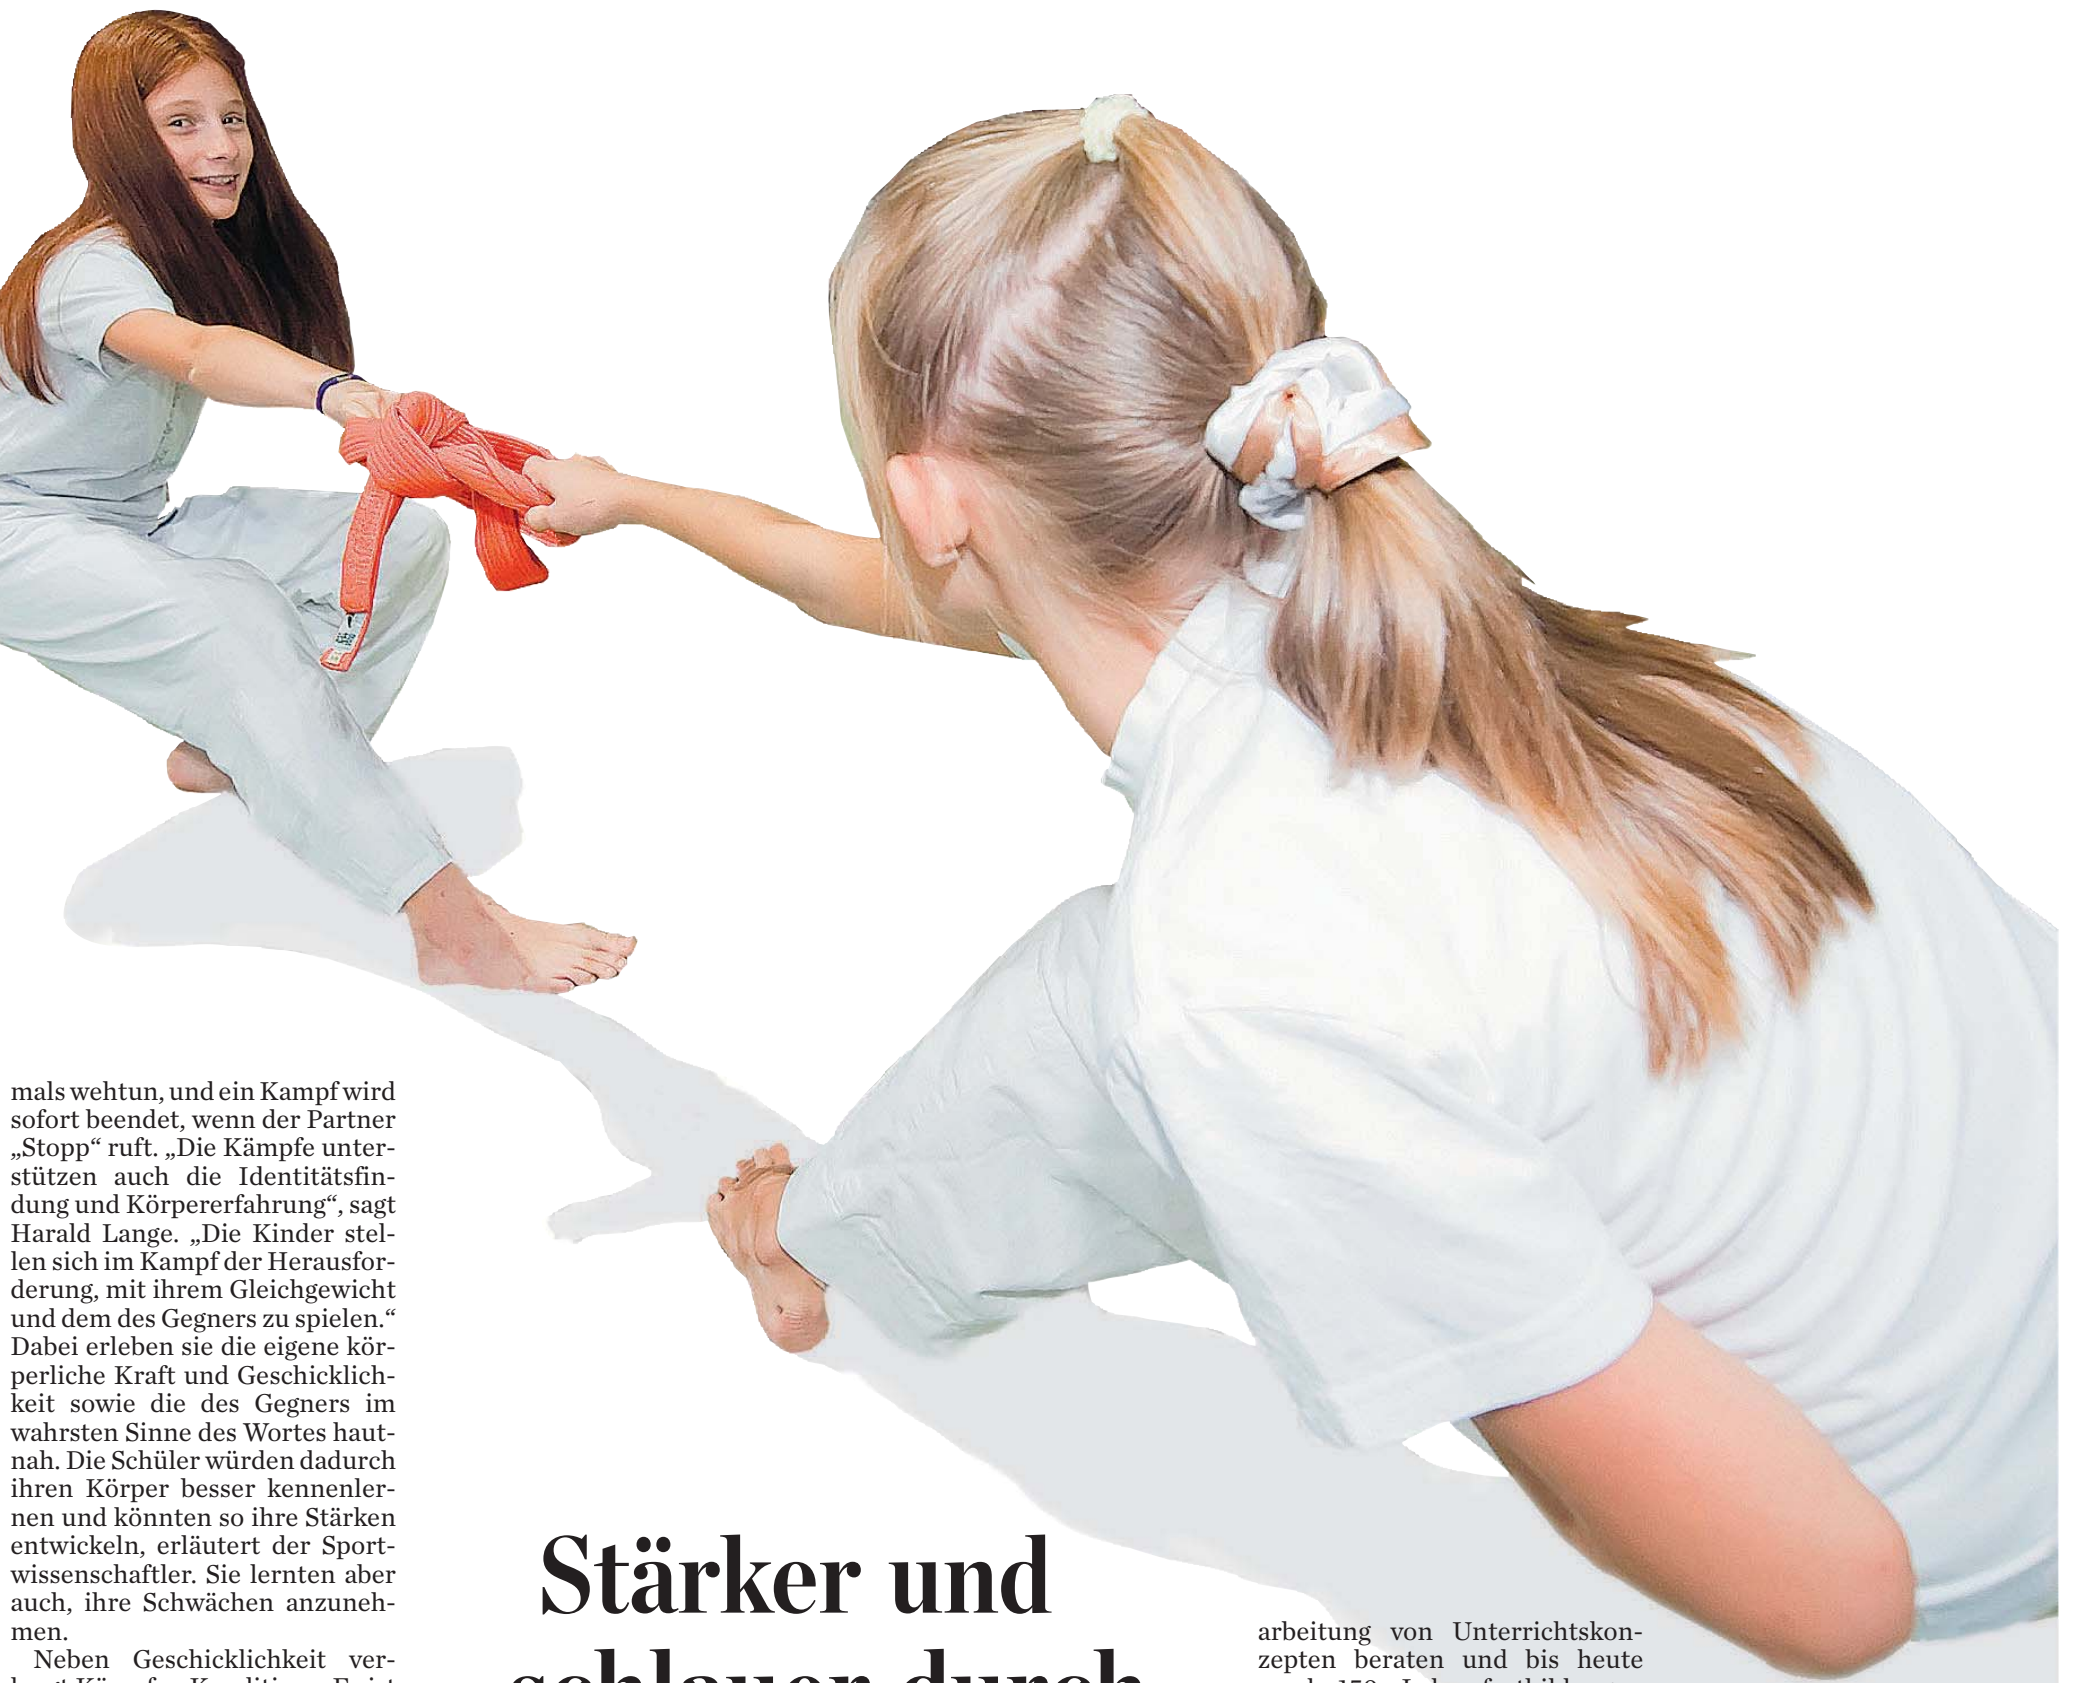 mals wehtun, und ein Kampf wird
sofort beendet, wenn der Partner
„Stopp“ ruft. „Die Kämpfe unter-
stützen auch die Identitätsfin-
dung und Körpererfahrung“, sagt
Harald Lange. „Die Kinder stel-
len sich im Kampf der Herausfor-
derung, mit ihrem Gleichgewicht
und dem des Gegners zu spielen.“
Dabei erleben sie die eigene kör-
perliche Kraft und Geschicklich-
keit sowie die des Gegners im
wahrsten Sinne des Wortes haut-
nah. Die Schüler würden dadurch
ihren Körper besser kennenler-
nen und könnten so ihre Stärken
entwickeln, erläutert der Sport-
wissenschaftler. Sie lernten aber
auch, ihre Schwächen anzuneh-
men.
Neben Geschicklichkeit ver-
Stärker und
schlauer durch
arbeitung von Unterrichtskon-
zepten beraten und bis heute